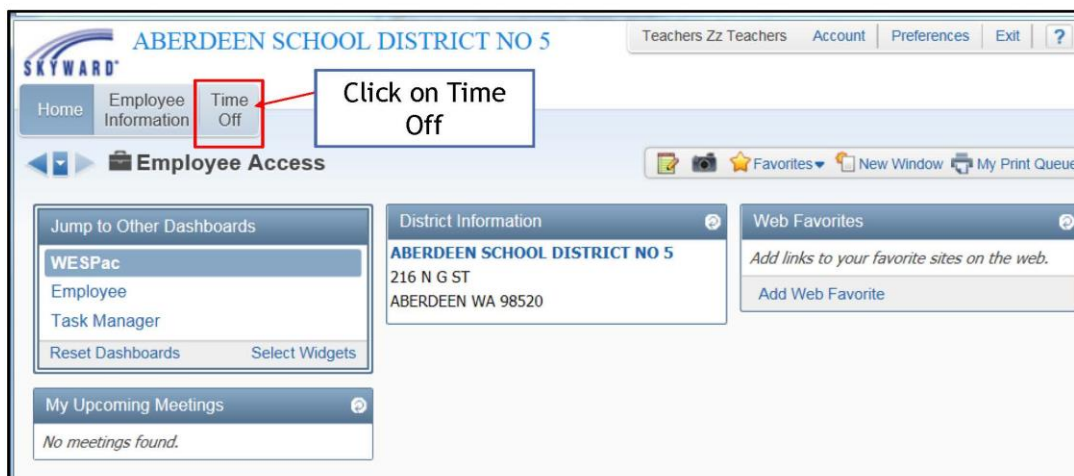 SKYWARD
ABERDEEN SCHOOL DISTRICT NO 5
Teachers Zz Teachers Account Preferences Exit ?
Home
Employee
Information
Time
Off
Click on Time
Off
Employee Access
Favorites New Window My Print Queue
Jump to Other Dashboards
WESPac
Employee
Task Manager
Reset Dashboards Select Widgets
District Information
ABERDEEN SCHOOL DISTRICT NO 5
216 N G ST
ABERDEEN WA 98520
Web Favorites
Add links to your favorite sites on the web.
Add Web Favorite
My Upcoming Meetings
No meetings found.